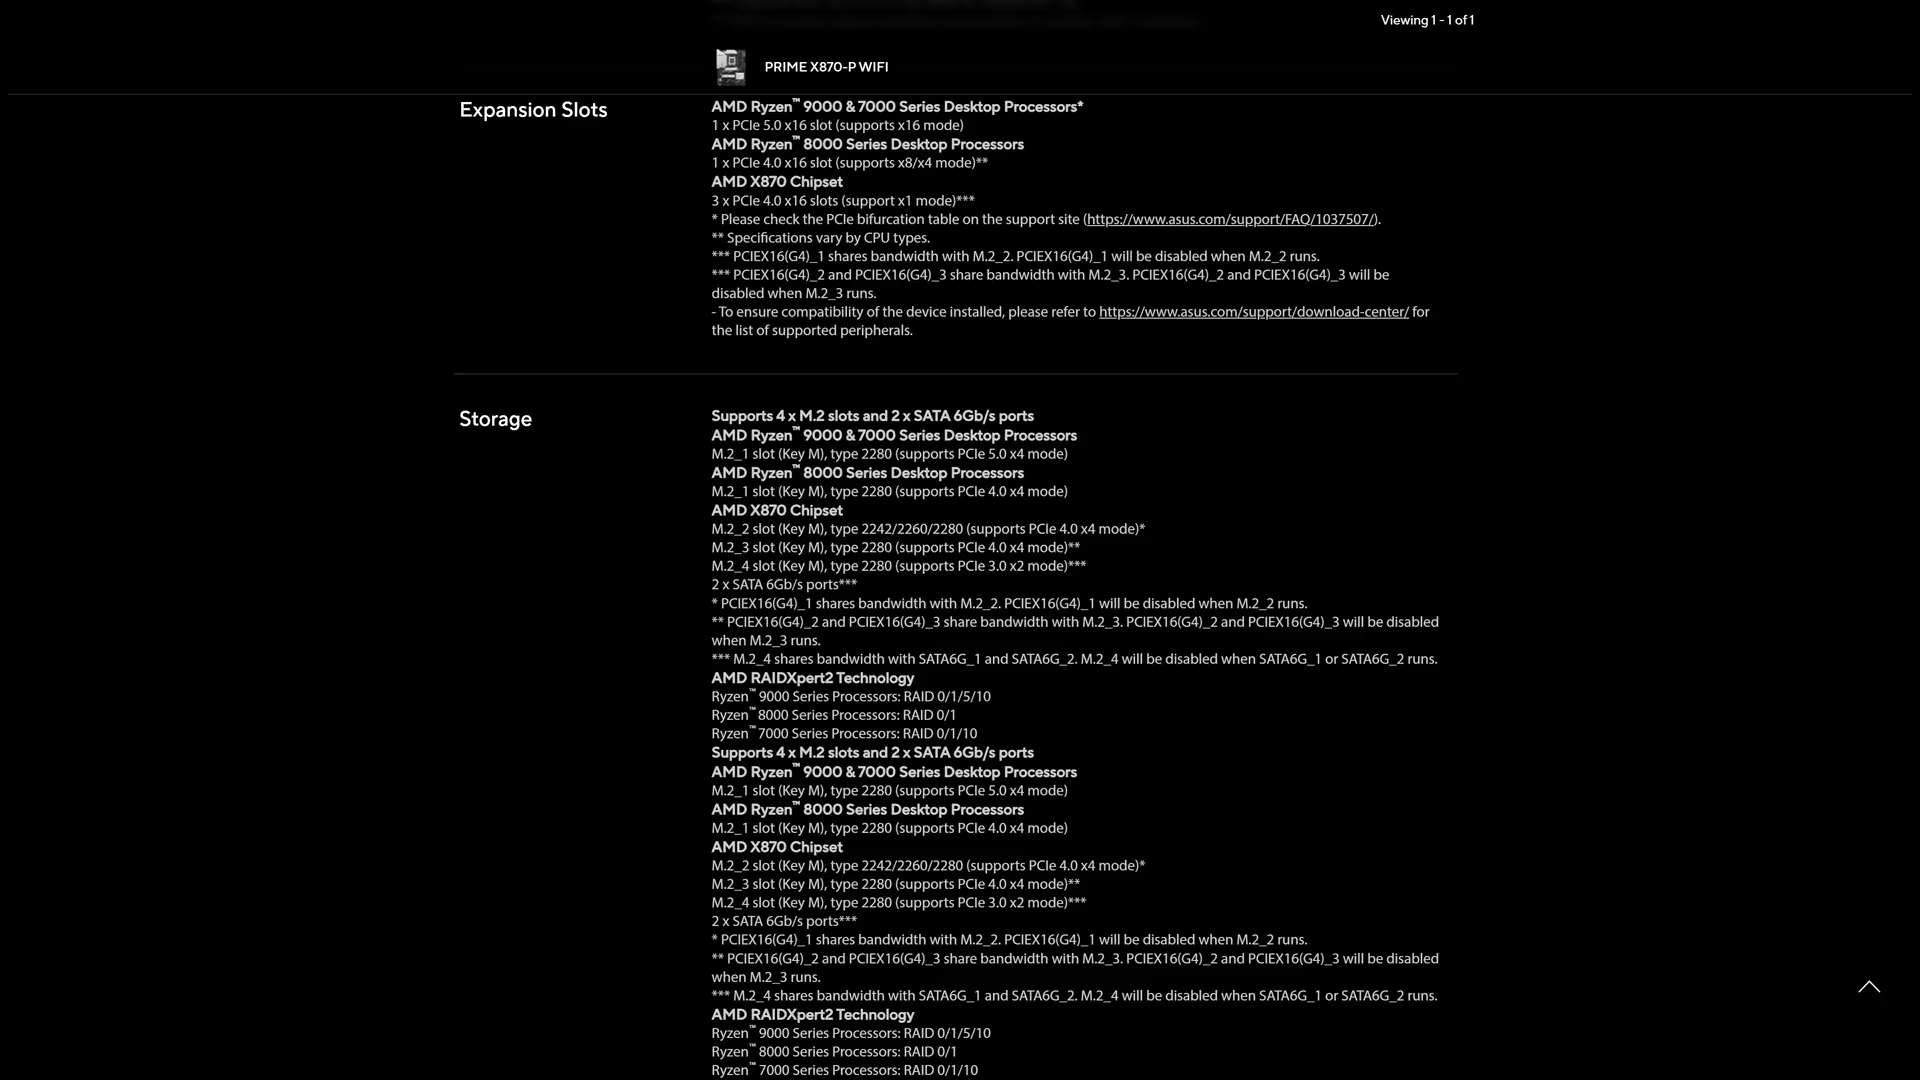 Viewing 1 - 1 of 1
PRIME X870-P WIFI
Expansion Slots
AMD Ryzen™ 9000 & 7000 Series Desktop Processors*
1 x PCIe 5.0 x16 slot (supports x16 mode)
AMD Ryzen™ 8000 Series Desktop Processors
1 x PCIe 4.0 x16 slot (supports x8/x4 mode)**
AMD X870 Chipset
3 x PCIe 4.0 x16 slots (support x1 mode)***
* Please check the PCIe bifurcation table on the support site (https://www.asus.com/support/FAQ/1037507/).
** Specifications vary by CPU types.
*** PCIEX16(G4)_1 shares bandwidth with M.2_2. PCIEX16(G4)_1 will be disabled when M.2_2 runs.
*** PCIEX16(G4)_2 and PCIEX16(G4)_3 share bandwidth with M.2_3. PCIEX16(G4)_2 and PCIEX16(G4)_3 will be
disabled when M.2_3 runs.
- To ensure compatibility of the device installed, please refer to https://www.asus.com/support/download-center/ for
the list of supported peripherals.
Storage
Supports 4 x M.2 slots and 2 x SATA 6Gb/s ports
AMD Ryzen™ 9000 & 7000 Series Desktop Processors
M.2_1 slot (Key M), type 2280 (supports PCIe 5.0 x4 mode)
AMD Ryzen™ 8000 Series Desktop Processors
M.2_1 slot (Key M), type 2280 (supports PCIe 4.0 x4 mode)
AMD X870 Chipset
M.2_2 slot (Key M), type 2242/2260/2280 (supports PCIe 4.0 x4 mode)*
M.2_3 slot (Key M), type 2280 (supports PCIe 4.0 x4 mode)**
M.2_4 slot (Key M), type 2280 (supports PCIe 3.0 x2 mode)***
2 x SATA 6Gb/s ports***
* PCIEX16(G4)_1 shares bandwidth with M.2_2. PCIEX16(G4)_1 will be disabled when M.2_2 runs.
** PCIEX16(G4)_2 and PCIEX16(G4)_3 share bandwidth with M.2_3. PCIEX16(G4)_2 and PCIEX16(G4)_3 will be disabled
when M.2_3 runs.
*** M.2_4 shares bandwidth with SATA6G_1 and SATA6G_2. M.2_4 will be disabled when SATA6G_1 or SATA6G_2 runs.
AMD RAIDXpert2 Technology
Ryzen™ 9000 Series Processors: RAID 0/1/5/10
Ryzen™ 8000 Series Processors: RAID 0/1
Ryzen™ 7000 Series Processors: RAID 0/1/10
Supports 4 x M.2 slots and 2 x SATA 6Gb/s ports
AMD Ryzen™ 9000 & 7000 Series Desktop Processors
M.2_1 slot (Key M), type 2280 (supports PCIe 5.0 x4 mode)
AMD Ryzen™ 8000 Series Desktop Processors
M.2_1 slot (Key M), type 2280 (supports PCIe 4.0 x4 mode)
AMD X870 Chipset
M.2_2 slot (Key M), type 2242/2260/2280 (supports PCIe 4.0 x4 mode)*
M.2_3 slot (Key M), type 2280 (supports PCIe 4.0 x4 mode)**
M.2_4 slot (Key M), type 2280 (supports PCIe 3.0 x2 mode)***
2 x SATA 6Gb/s ports***
* PCIEX16(G4)_1 shares bandwidth with M.2_2. PCIEX16(G4)_1 will be disabled when M.2_2 runs.
** PCIEX16(G4)_2 and PCIEX16(G4)_3 share bandwidth with M.2_3. PCIEX16(G4)_2 and PCIEX16(G4)_3 will be disabled
when M.2_3 runs.
*** M.2_4 shares bandwidth with SATA6G_1 and SATA6G_2. M.2_4 will be disabled when SATA6G_1 or SATA6G_2 runs.
AMD RAIDXpert2 Technology
Ryzen™ 9000 Series Processors: RAID 0/1/5/10
Ryzen™ 8000 Series Processors: RAID 0/1
Ryzen™ 7000 Series Processors: RAID 0/1/10